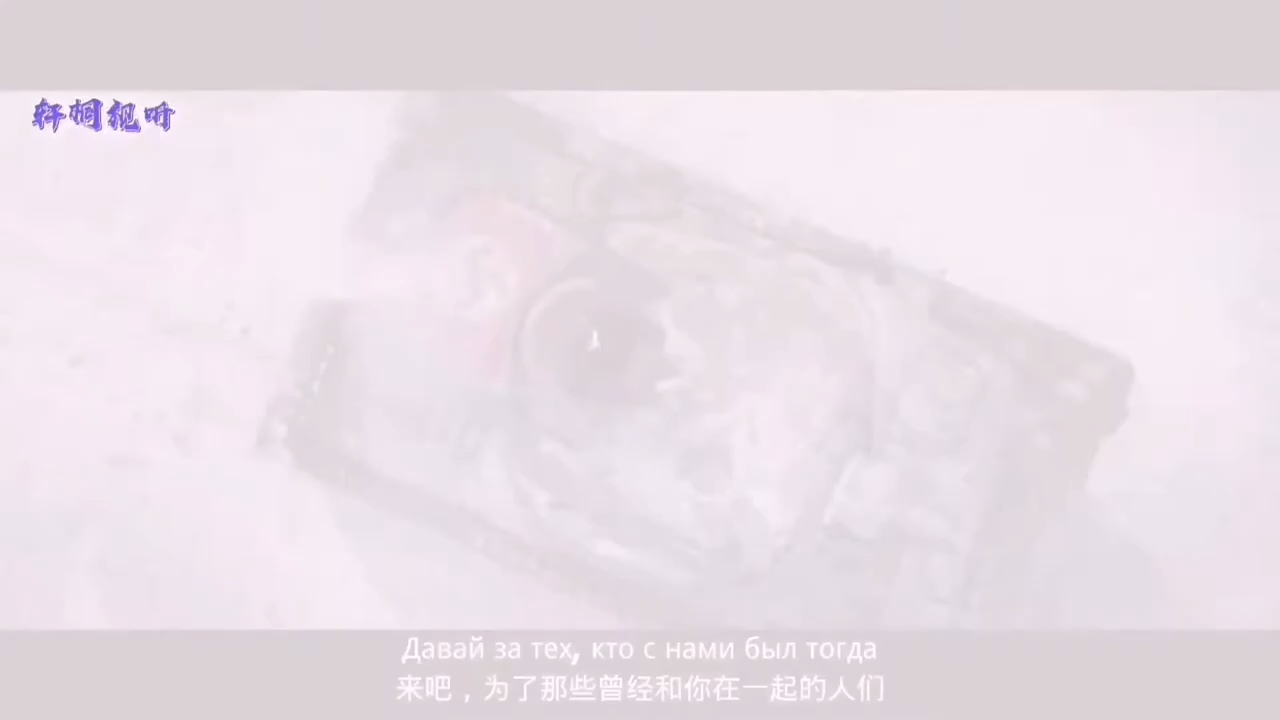 轩桐视听
Давай за тех, кто с нами был тогда
来吧，为了那些曾经和你在一起的人们